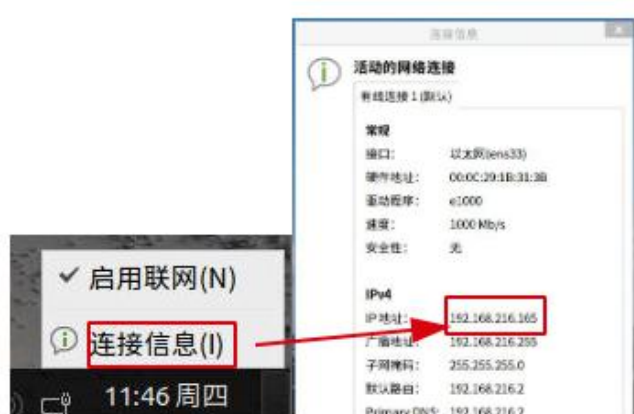 连接信息
活动的网络连接
有线连接 1 (默认)
常规
接口: 以太网(ens33)
硬件地址: 00:0C:29:1B:31:3B
驱动程序: e1000
速度: 1000 Mb/s
安全性: 无
IPv4
IP 地址: 192.168.216.165
广播地址: 192.168.216.255
子网掩码: 255.255.255.0
默认路由: 192.168.216.2
Primary DNS: 192.168.216.2
启用联网(N)
连接信息(I)
11:46 周四